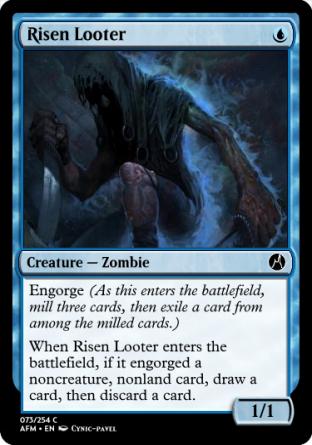 Risen Looter
Creature — Zombie
Engorge (As this enters the battlefield,
mill three cards, then exile a card from
among the milled cards.)
When Risen Looter enters the
battlefield, if it engorged a
noncreature, nonland card, draw a
card, then discard a card.
1/1
073/254 C
AFM • EN CYNIC-PAVEL